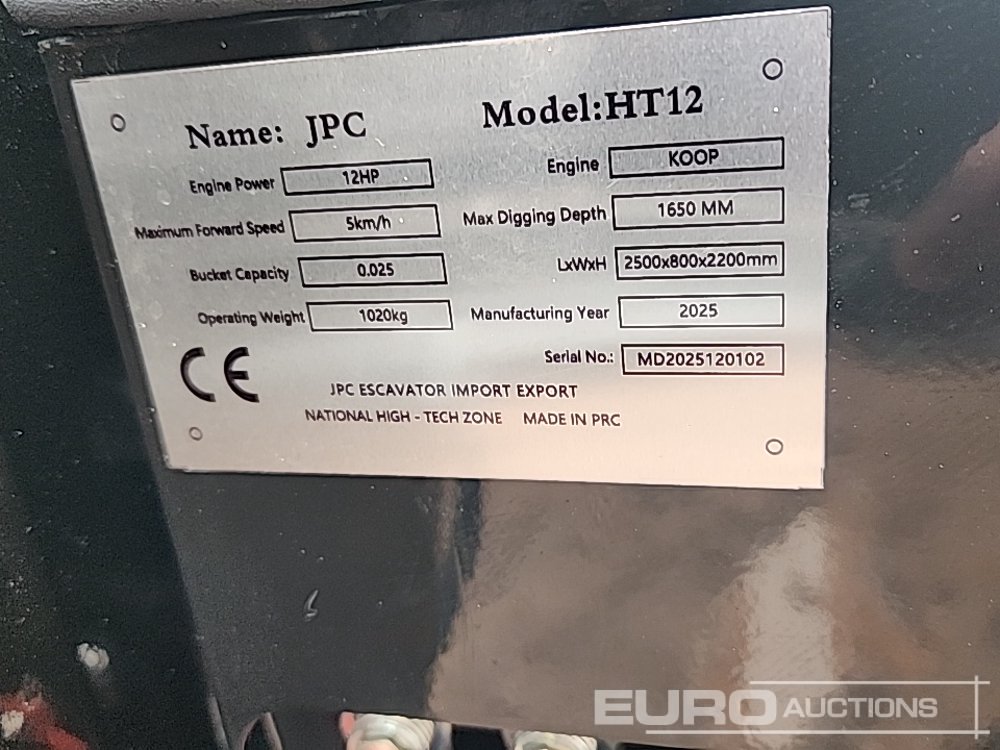 Name: JPC Model:HT12
Engine Power 12HP Engine KOOP
Maximum Forward Speed 5km/h Max Digging Depth 1650 MM
Bucket Capacity 0.025 LxWxH 2500x800x2200mm
Operating Weight 1020kg Manufacturing Year 2025
Serial No.: MD2025120102
CE
JPC ESCAVATOR IMPORT EXPORT
NATIONAL HIGH - TECH ZONE MADE IN PRC
EURO AUCTIONS